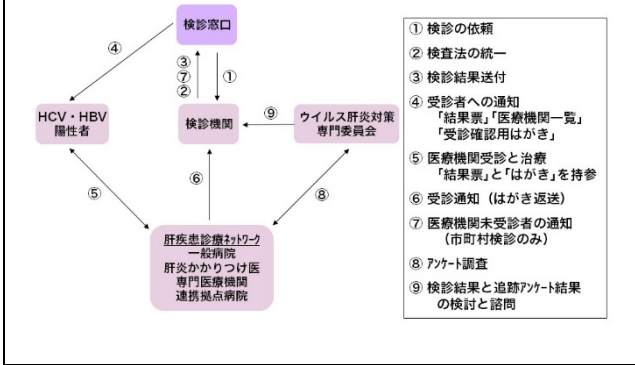 検診窓口
④
③
⑦
②
①
HCV・HBV
陽性者
検診機関
⑨
ウイルス肝炎対策
専門委員会
⑤
⑥
⑧
肝疾患診療ネットワーク
一般病院
肝炎かかりつけ医
専門医療機関
連携拠点病院
① 検診の依頼
② 検査法の統一
③ 検診結果送付
④ 受診者への通知
「結果票」「医療機関一覧」
「受診確認用はがき」
⑤ 医療機関受診と治療
「結果票」と「はがき」を持参
⑥ 受診通知（はがき返送）
⑦ 医療機関未受診者の通知
（市町村検診のみ）
⑧ アンケート調査
⑨ 検診結果と追跡アンケート結果
の検討と諮問